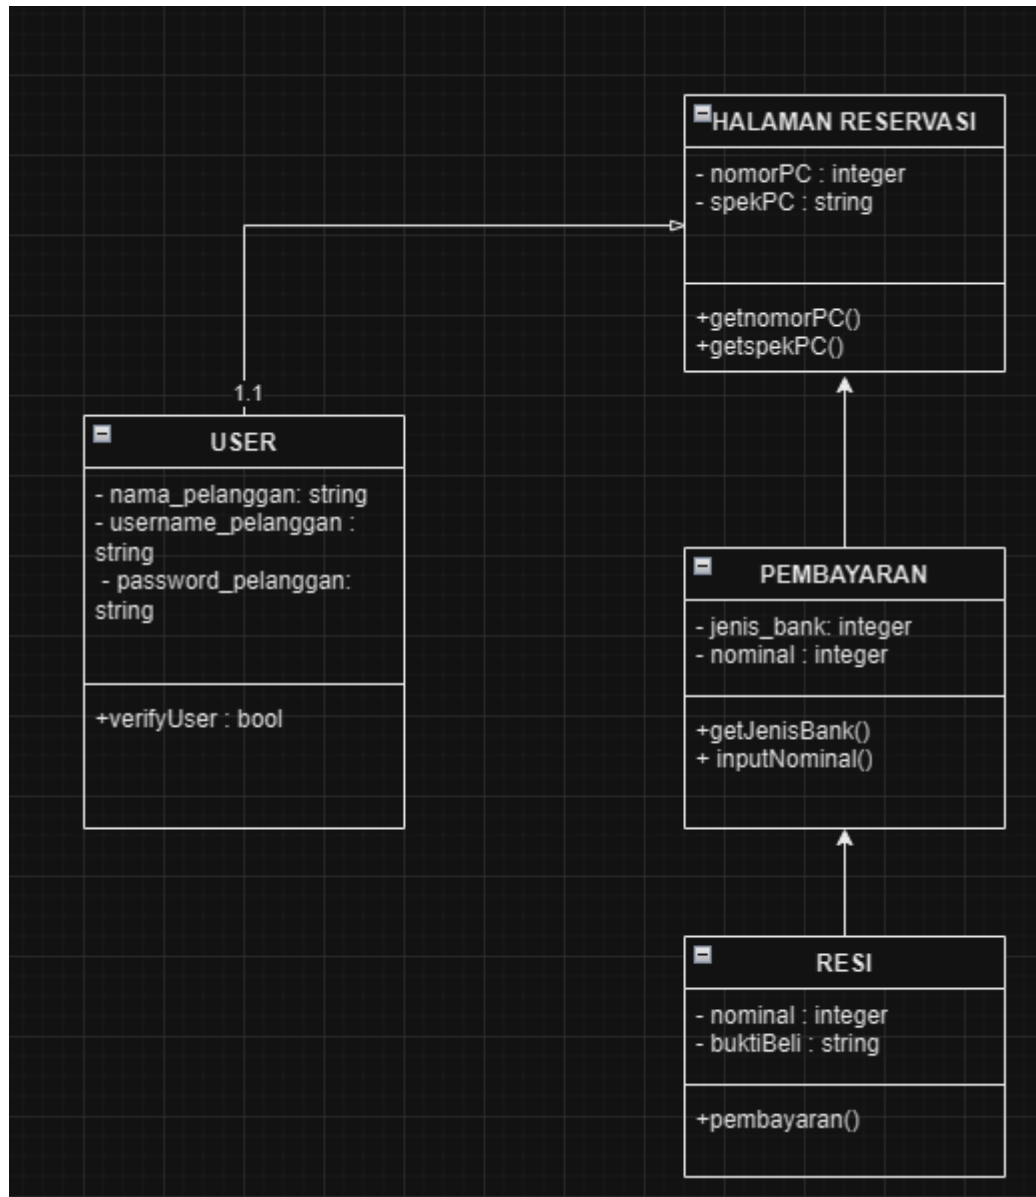 HALAMAN RESERVASI
- nomorPC : integer
- spekPC : string
+getnomorPC()
+getspekPC()
1.1
USER
- nama_pelanggan: string
- username_pelanggan :
string
- password_pelanggan:
string
+verifyUser : bool
PEMBAYARAN
- jenis_bank: integer
- nominal : integer
+getJenisBank()
+ inputNominal()
RESI
- nominal : integer
- buktiBeli : string
+pembayaran()